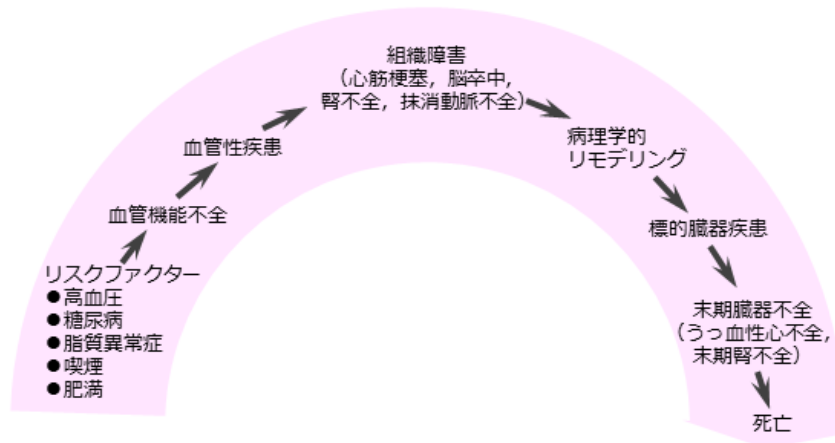 組織障害
（心筋梗塞，脳卒中，
腎不全，抹消動脈不全）
血管性疾患
血管機能不全
リスクファクター
●高血圧
●糖尿病
●脂質異常症
●喫煙
●肥満
病理学的
リモデリング
標的臓器疾患
末期臓器不全
（うっ血性心不全，
末期腎不全）
死亡